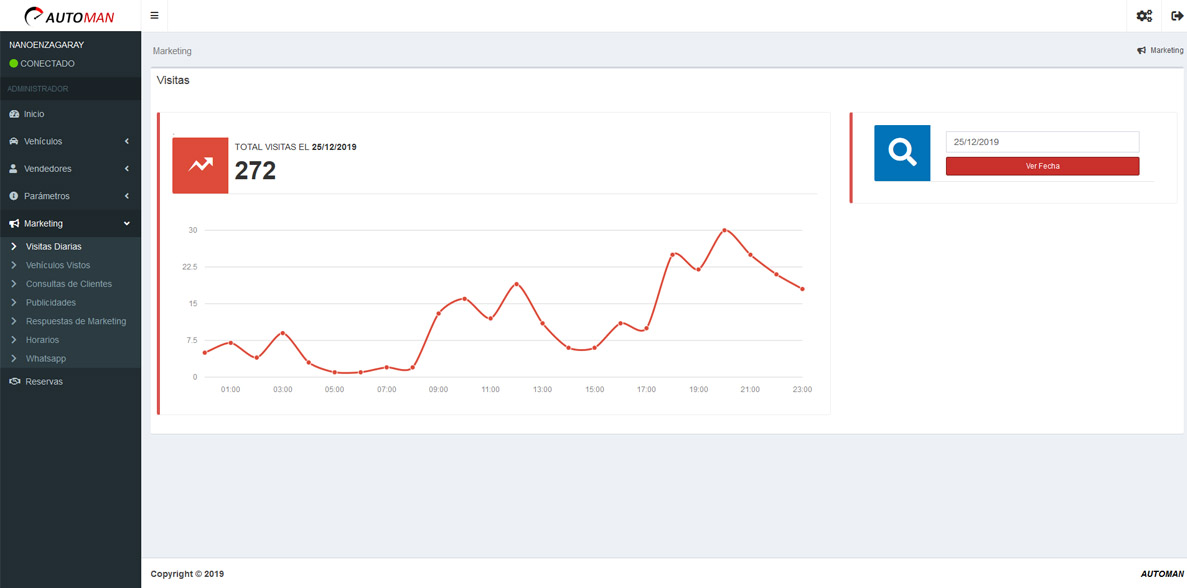 AUTOMAN
NANOENZAGARAY
CONECTADO
ADMINISTRADOR
Inicio
Vehículos
Vendedores
Parámetros
Marketing
Visitas Diarias
Vehículos Vistos
Consultas de Clientes
Publicidades
Respuestas de Marketing
Horarios
Whatsapp
Reservas
Marketing
Marketing
Visitas
TOTAL VISITAS EL 25/12/2019
272
25/12/2019
Ver Fecha
30
22.5
15
7.5
0
01:00 03:00 05:00 07:00 09:00 11:00 13:00 15:00 17:00 19:00 21:00 23:00
Copyright © 2019
AUTOMAN